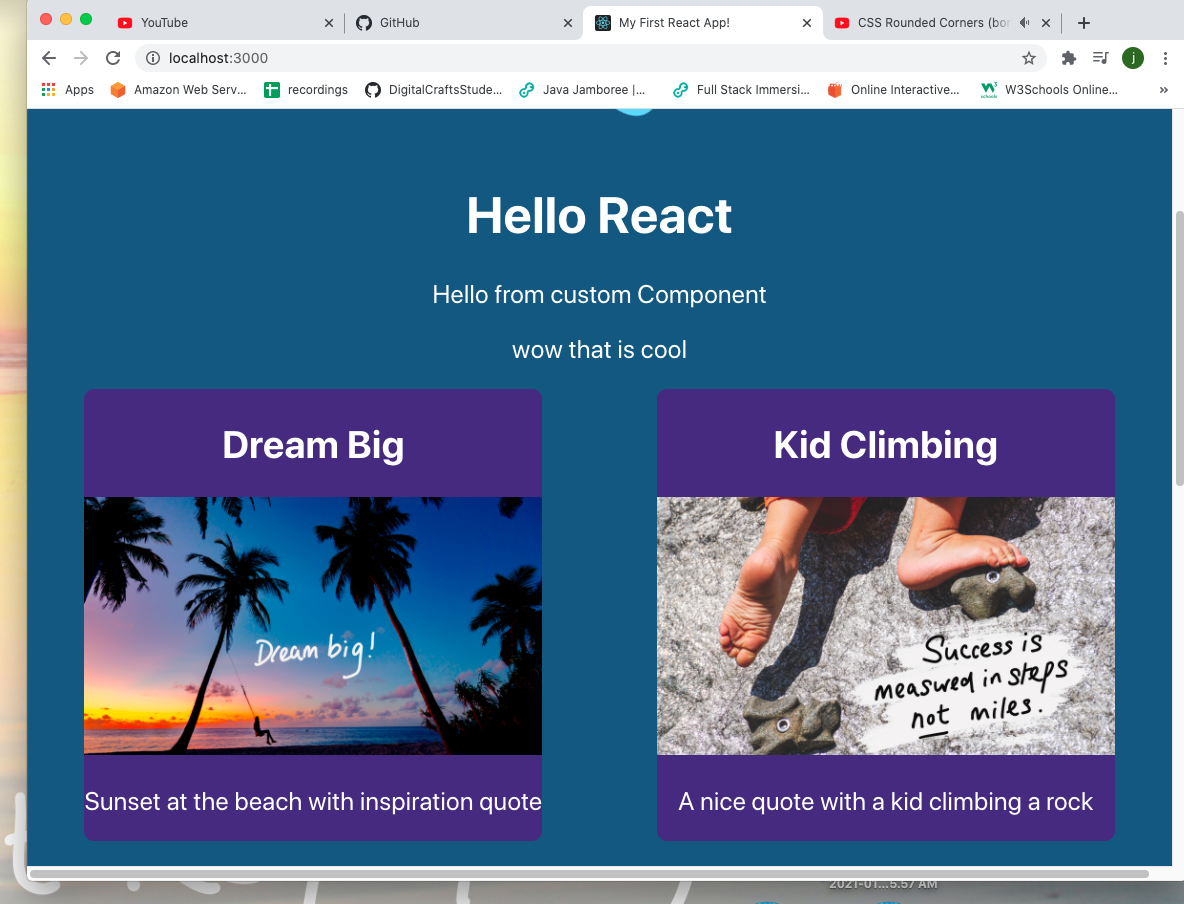 YouTube
GitHub
My First React App!
CSS Rounded Corners (bor
localhost:3000
j
Apps
Amazon Web Serv...
recordings
DigitalCraftsStude...
Java Jamboree |...
Full Stack Immersi...
Online Interactive...
W3Schools Online...
Hello React
Hello from custom Component
wow that is cool
Dream Big
Kid Climbing
Dream big!
Success is
measured in steps
not miles.
Sunset at the beach with inspiration quote
A nice quote with a kid climbing a rock
2021-01...5.57 AM